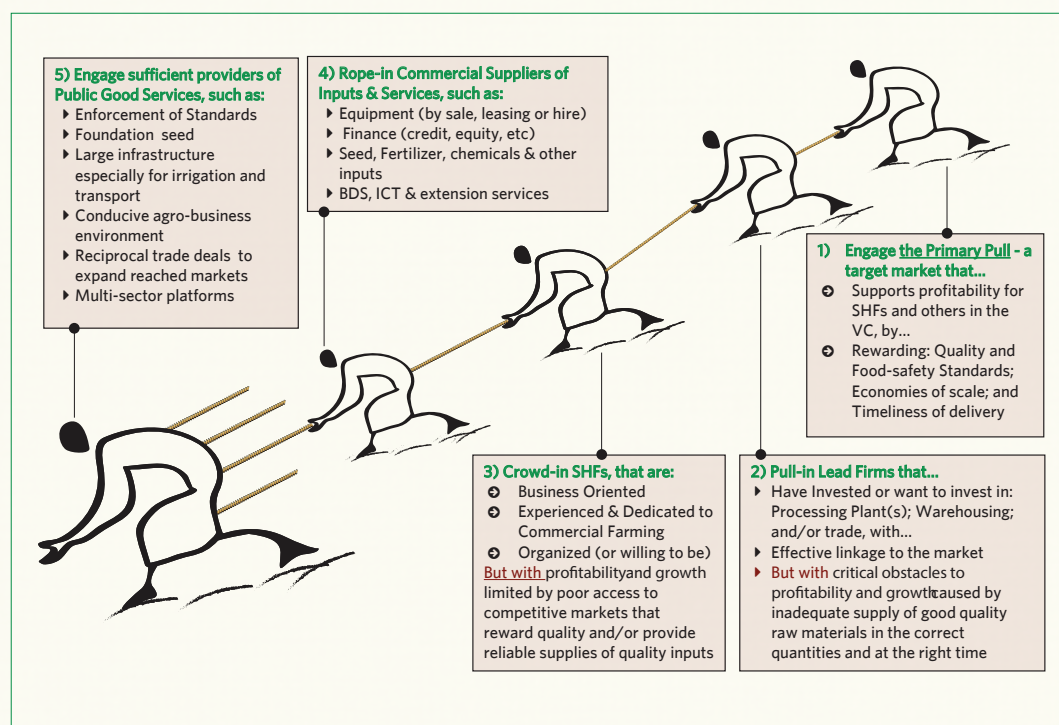 5) Engage sufficient providers of
Public Good Services, such as:
Enforcement of Standards
Foundation seed
Large infrastructure
especially for irrigation and
transport
Conducive agro-business
environment
Reciprocal trade deals to
expand reached markets
Multi-sector platforms
4) Rope-in Commercial Suppliers of
Inputs & Services, such as:
Equipment (by sale, leasing or hire)
Finance (credit, equity, etc)
Seed, Fertilizer, chemicals & other
inputs
BDS, ICT & extension services
1) Engage the Primary Pull - a
target market that...
Supports profitability for
SHFs and others in the
VC, by...
Rewarding: Quality and
Food-safety Standards;
Economies of scale; and
Timeliness of delivery
3) Crowd-in SHFs, that are:
Business Oriented
Experienced & Dedicated to
Commercial Farming
Organized (or willing to be)
But with profitabilityand growth
limited by poor access to
competitive markets that
reward quality and/or provide
reliable supplies of quality inputs
2) Pull-in Lead Firms that...
Have Invested or want to invest in:
Processing Plant(s); Warehousing;
and/or trade, with...
Effective linkage to the market
But with critical obstacles to
profitability and growthcaused by
inadequate supply of good quality
raw materials in the correct
quantities and at the right time